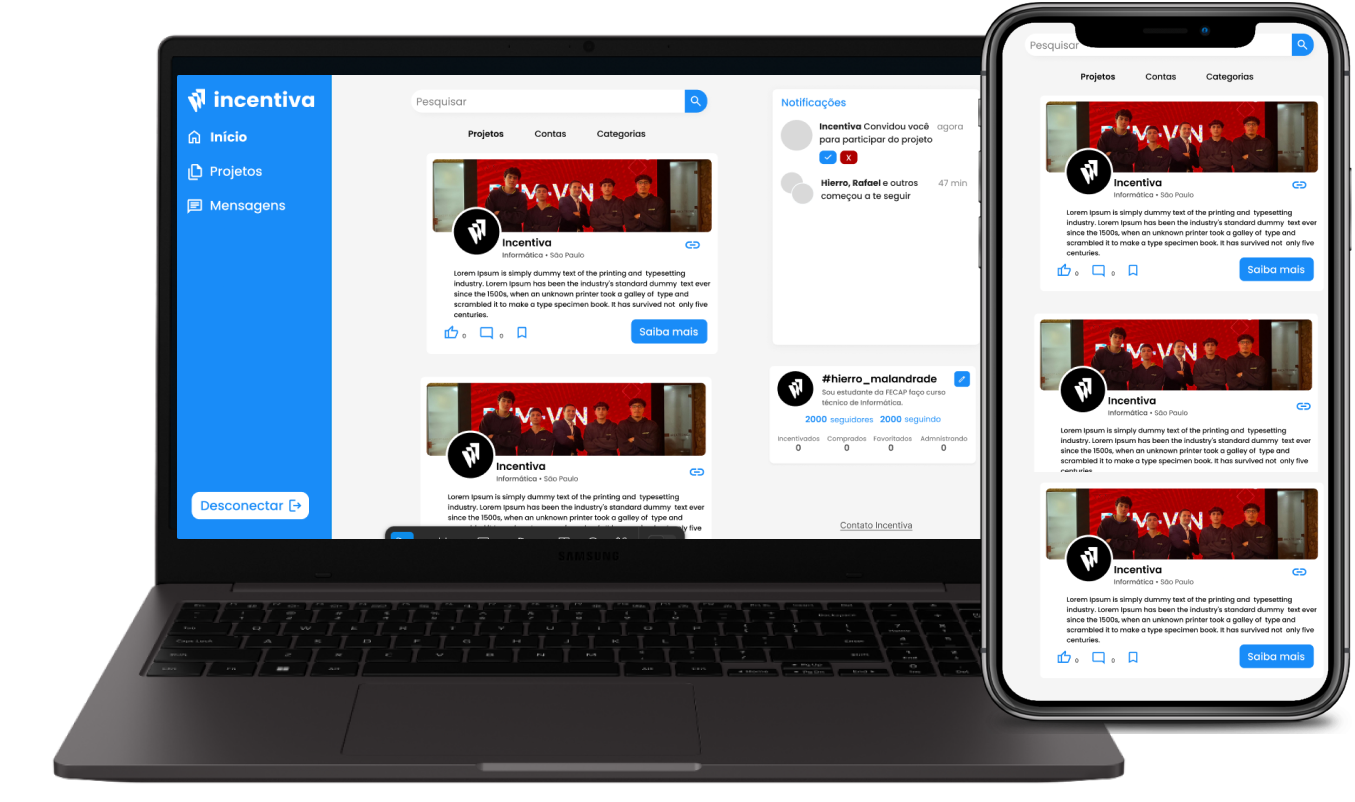 incentiva
Início
Projetos
Mensagens
Desconectar
Pesquisar
Projetos Contas Categorias
Incentiva
Informática • São Paulo
Lorem Ipsum is simply dummy text of the printing and typesetting
industry. Lorem Ipsum has been the industry's standard dummy text ever
since the 1500s, when an unknown printer took a galley of type and
scrambled it to make a type specimen book. It has survived not only five
centuries.
0 0
Saiba mais
Incentiva
Informática • São Paulo
Lorem Ipsum is simply dummy text of the printing and typesetting
industry. Lorem Ipsum has been the industry's standard dummy text ever
since the 1500s, when an unknown printer took a galley of type and
Notificações
Incentiva Convidou você agora
para participar do projeto
X
Hierro, Rafael e outros 47 min
começou a te seguir
#hierro_malandrade
Sou estudante da FECAP faço curso
técnico de Informática.
2000 seguidores 2000 seguindo
Incentivados Comprados Favoritados Admnistrando
0 0 0 0
Contato Incentiva
SAMSUNG
Pesquisar
Projetos Contas Categorias
Incentiva
Informática • São Paulo
Lorem Ipsum is simply dummy text of the printing and typesetting
industry. Lorem Ipsum has been the industry's standard dummy text ever
since the 1500s, when an unknown printer took a galley of type and
scrambled it to make a type specimen book. It has survived not only five
centuries.
0 0
Saiba mais
Incentiva
Informática • São Paulo
Lorem Ipsum is simply dummy text of the printing and typesetting
industry. Lorem Ipsum has been the industry's standard dummy text ever
since the 1500s, when an unknown printer took a galley of type and
scrambled it to make a type specimen book. It has survived not only five
centuries.
Incentiva
Informática • São Paulo
Lorem Ipsum is simply dummy text of the printing and typesetting
industry. Lorem Ipsum has been the industry's standard dummy text ever
since the 1500s, when an unknown printer took a galley of type and
scrambled it to make a type specimen book. It has survived not only five
centuries.
0 0
Saiba mais